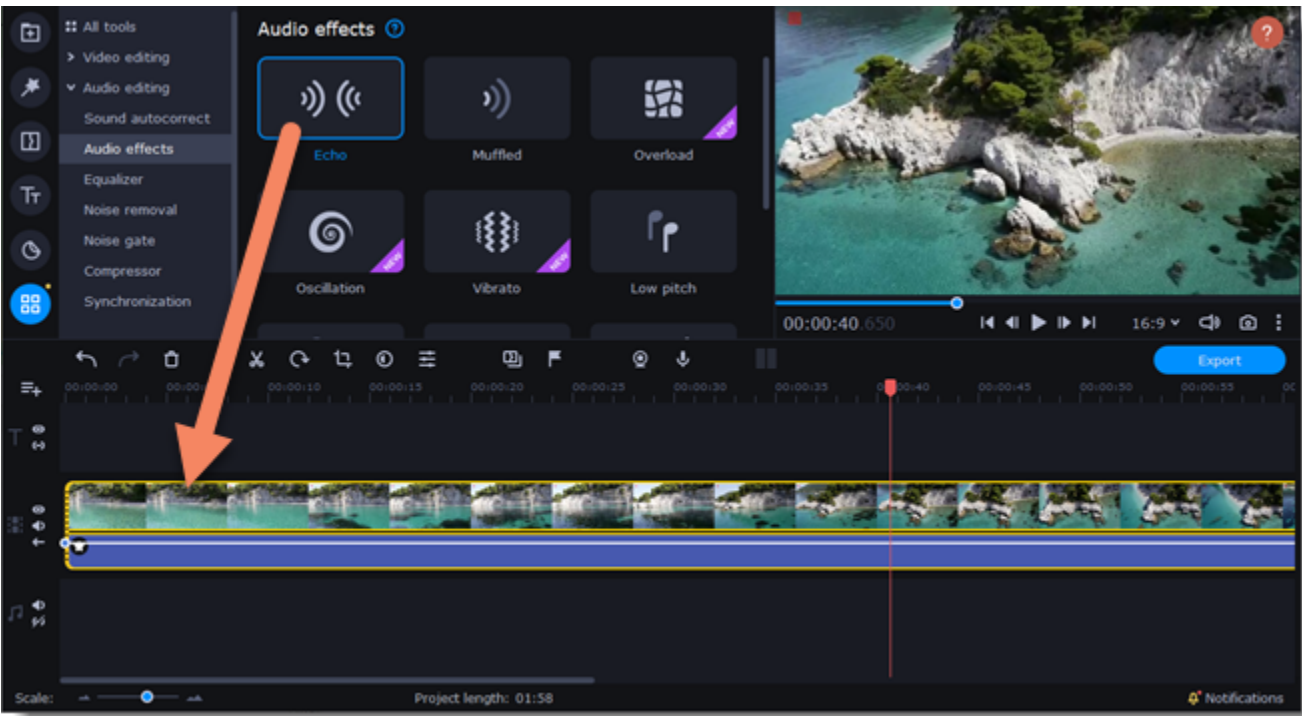 All tools
Video editing
Audio editing
Sound autocorrect
Audio effects
Equalizer
Noise removal
Noise gate
Compressor
Synchronization
Audio effects ?
Echo
Muffled
Overload
NEW
Oscillation
NEW
Vibrato
NEW
Low pitch
?
00:00:40.650
16:9
Export
00:00:00 00:00:10 00:00:15 00:00:20 00:00:25 00:00:30 00:00:35 00:00:45 00:00:50 00:00:55
Scale:
Project length: 01:58
Notifications